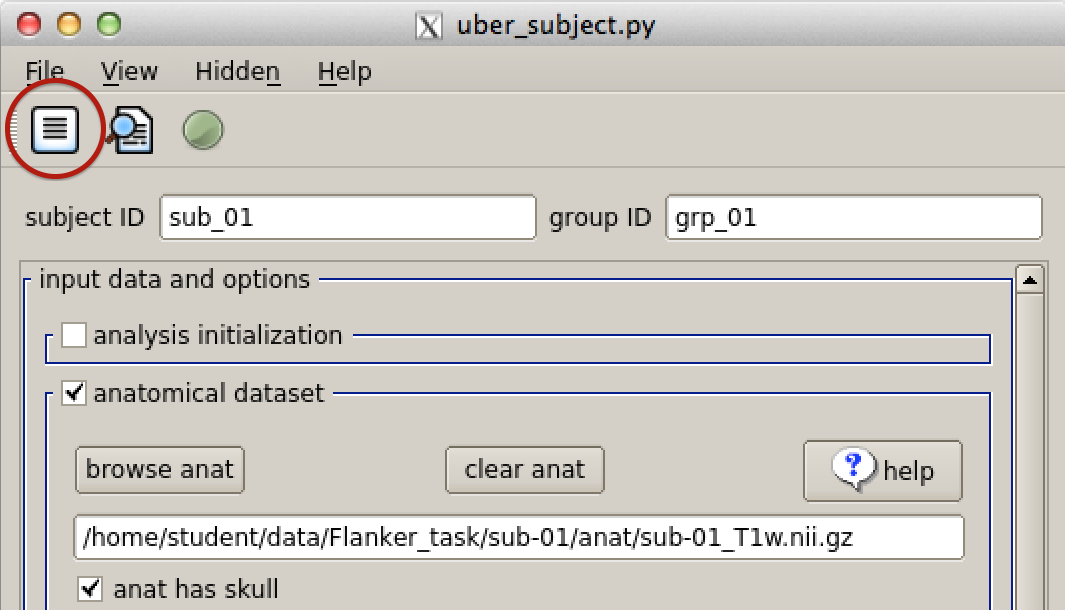 uber_subject.py
File View Hidden Help
subject ID sub_01 group ID grp_01
input data and options
analysis initialization
anatomical dataset
browse anat clear anat ? help
/home/student/data/Flanker_task/sub-01/anat/sub-01_T1w.nii.gz
anat has skull